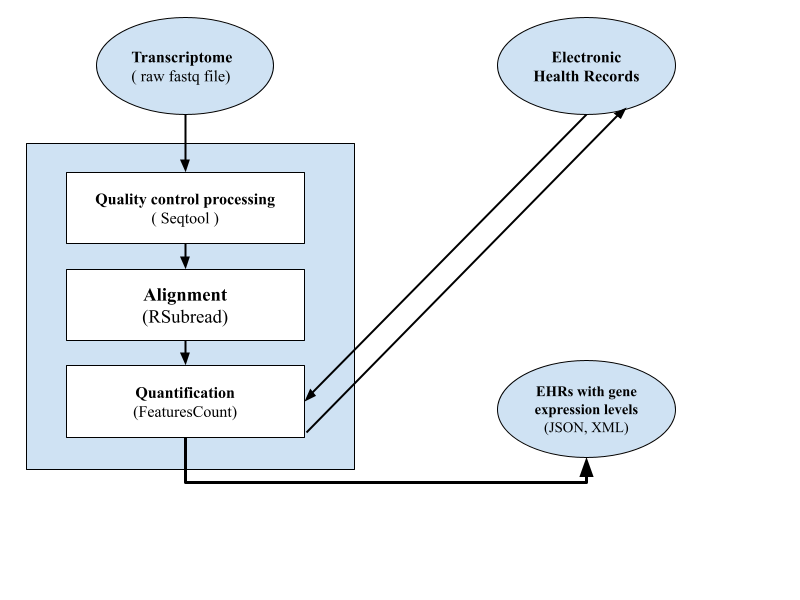 Transcriptome
( raw fastq file)
Electronic
Health Records
Quality control processing
( Seqtool )
Alignment
(RSubread)
Quantification
(FeaturesCount)
EHRs with gene
expression levels
(JSON, XML)